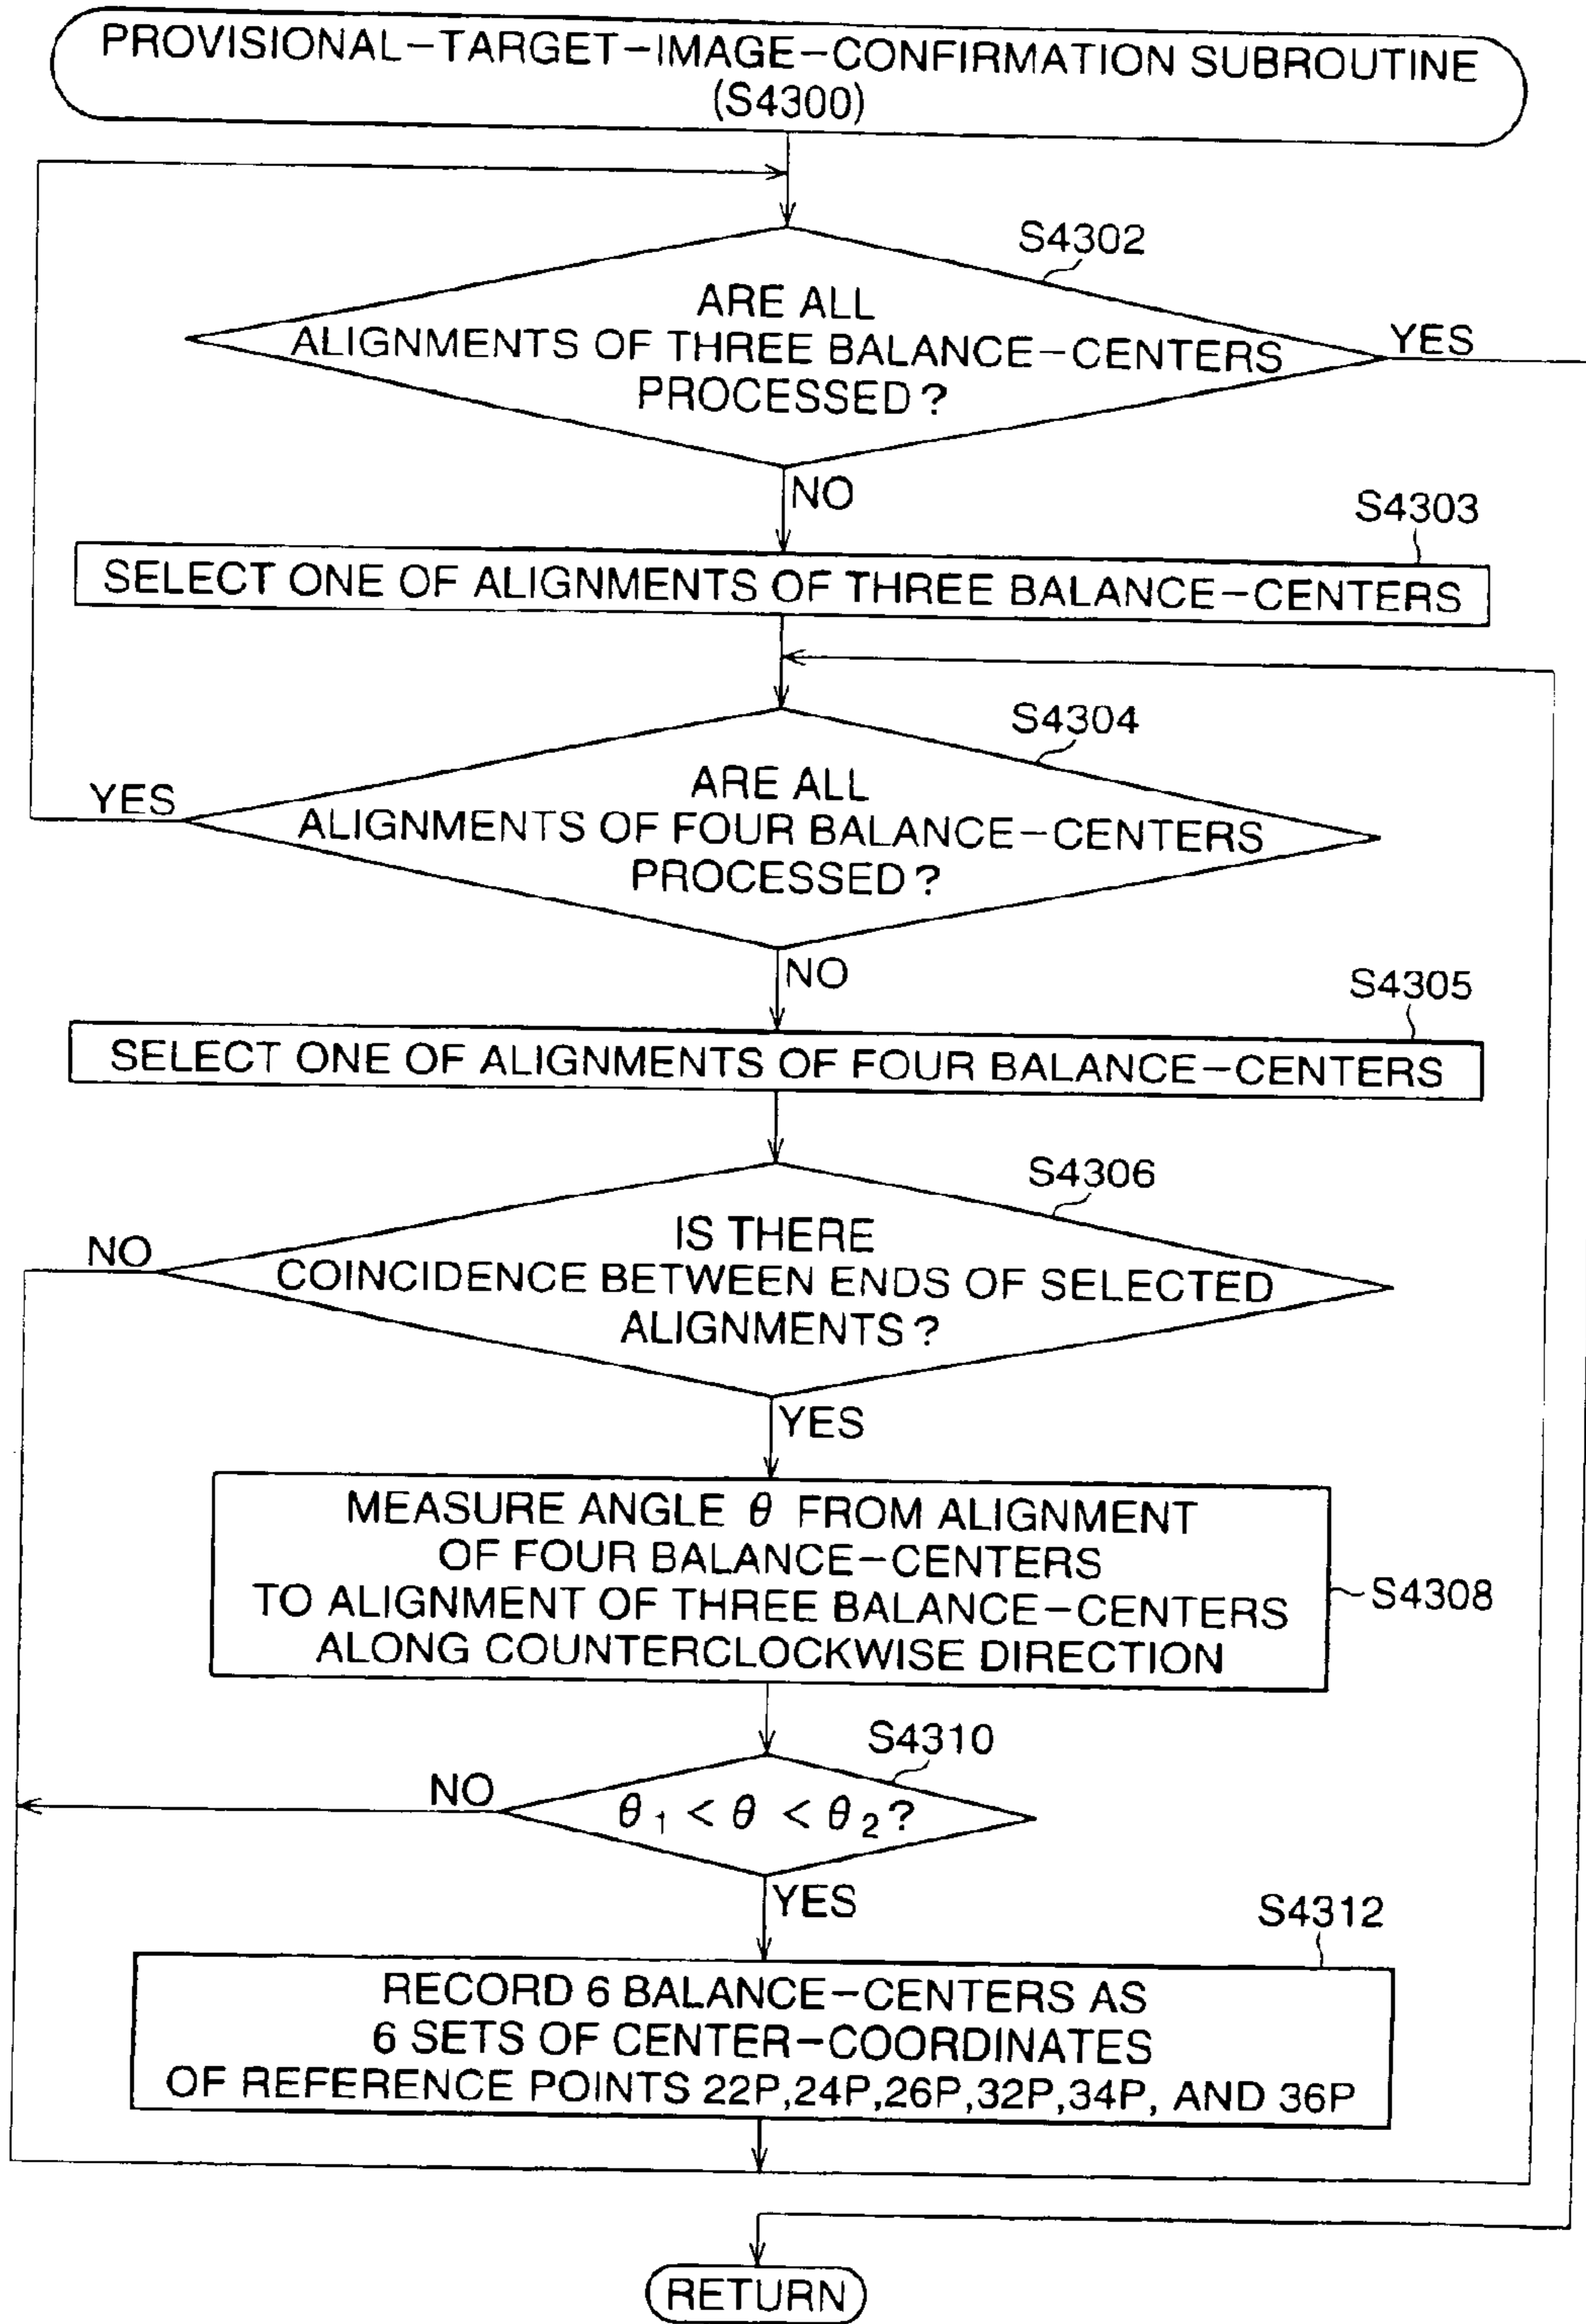 PROVISIONAL-TARGET-IMAGE-CONFIRMATION SUBROUTINE
(S4300)
S4302
ARE ALL
ALIGNMENTS OF THREE BALANCE-CENTERS
PROCESSED?
YES
NO
S4303
SELECT ONE OF ALIGNMENTS OF THREE BALANCE-CENTERS
S4304
ARE ALL
ALIGNMENTS OF FOUR BALANCE-CENTERS
PROCESSED?
YES
NO
S4305
SELECT ONE OF ALIGNMENTS OF FOUR BALANCE-CENTERS
S4306
IS THERE
COINCIDENCE BETWEEN ENDS OF SELECTED
ALIGNMENTS?
NO
YES
MEASURE ANGLE θ FROM ALIGNMENT
OF FOUR BALANCE-CENTERS
TO ALIGNMENT OF THREE BALANCE-CENTERS
ALONG COUNTERCLOCKWISE DIRECTION
S4308
S4310
θ1 < θ < θ2?
NO
YES
S4312
RECORD 6 BALANCE-CENTERS AS
6 SETS OF CENTER-COORDINATES
OF REFERENCE POINTS 22P,24P,26P,32P,34P, AND 36P
RETURN